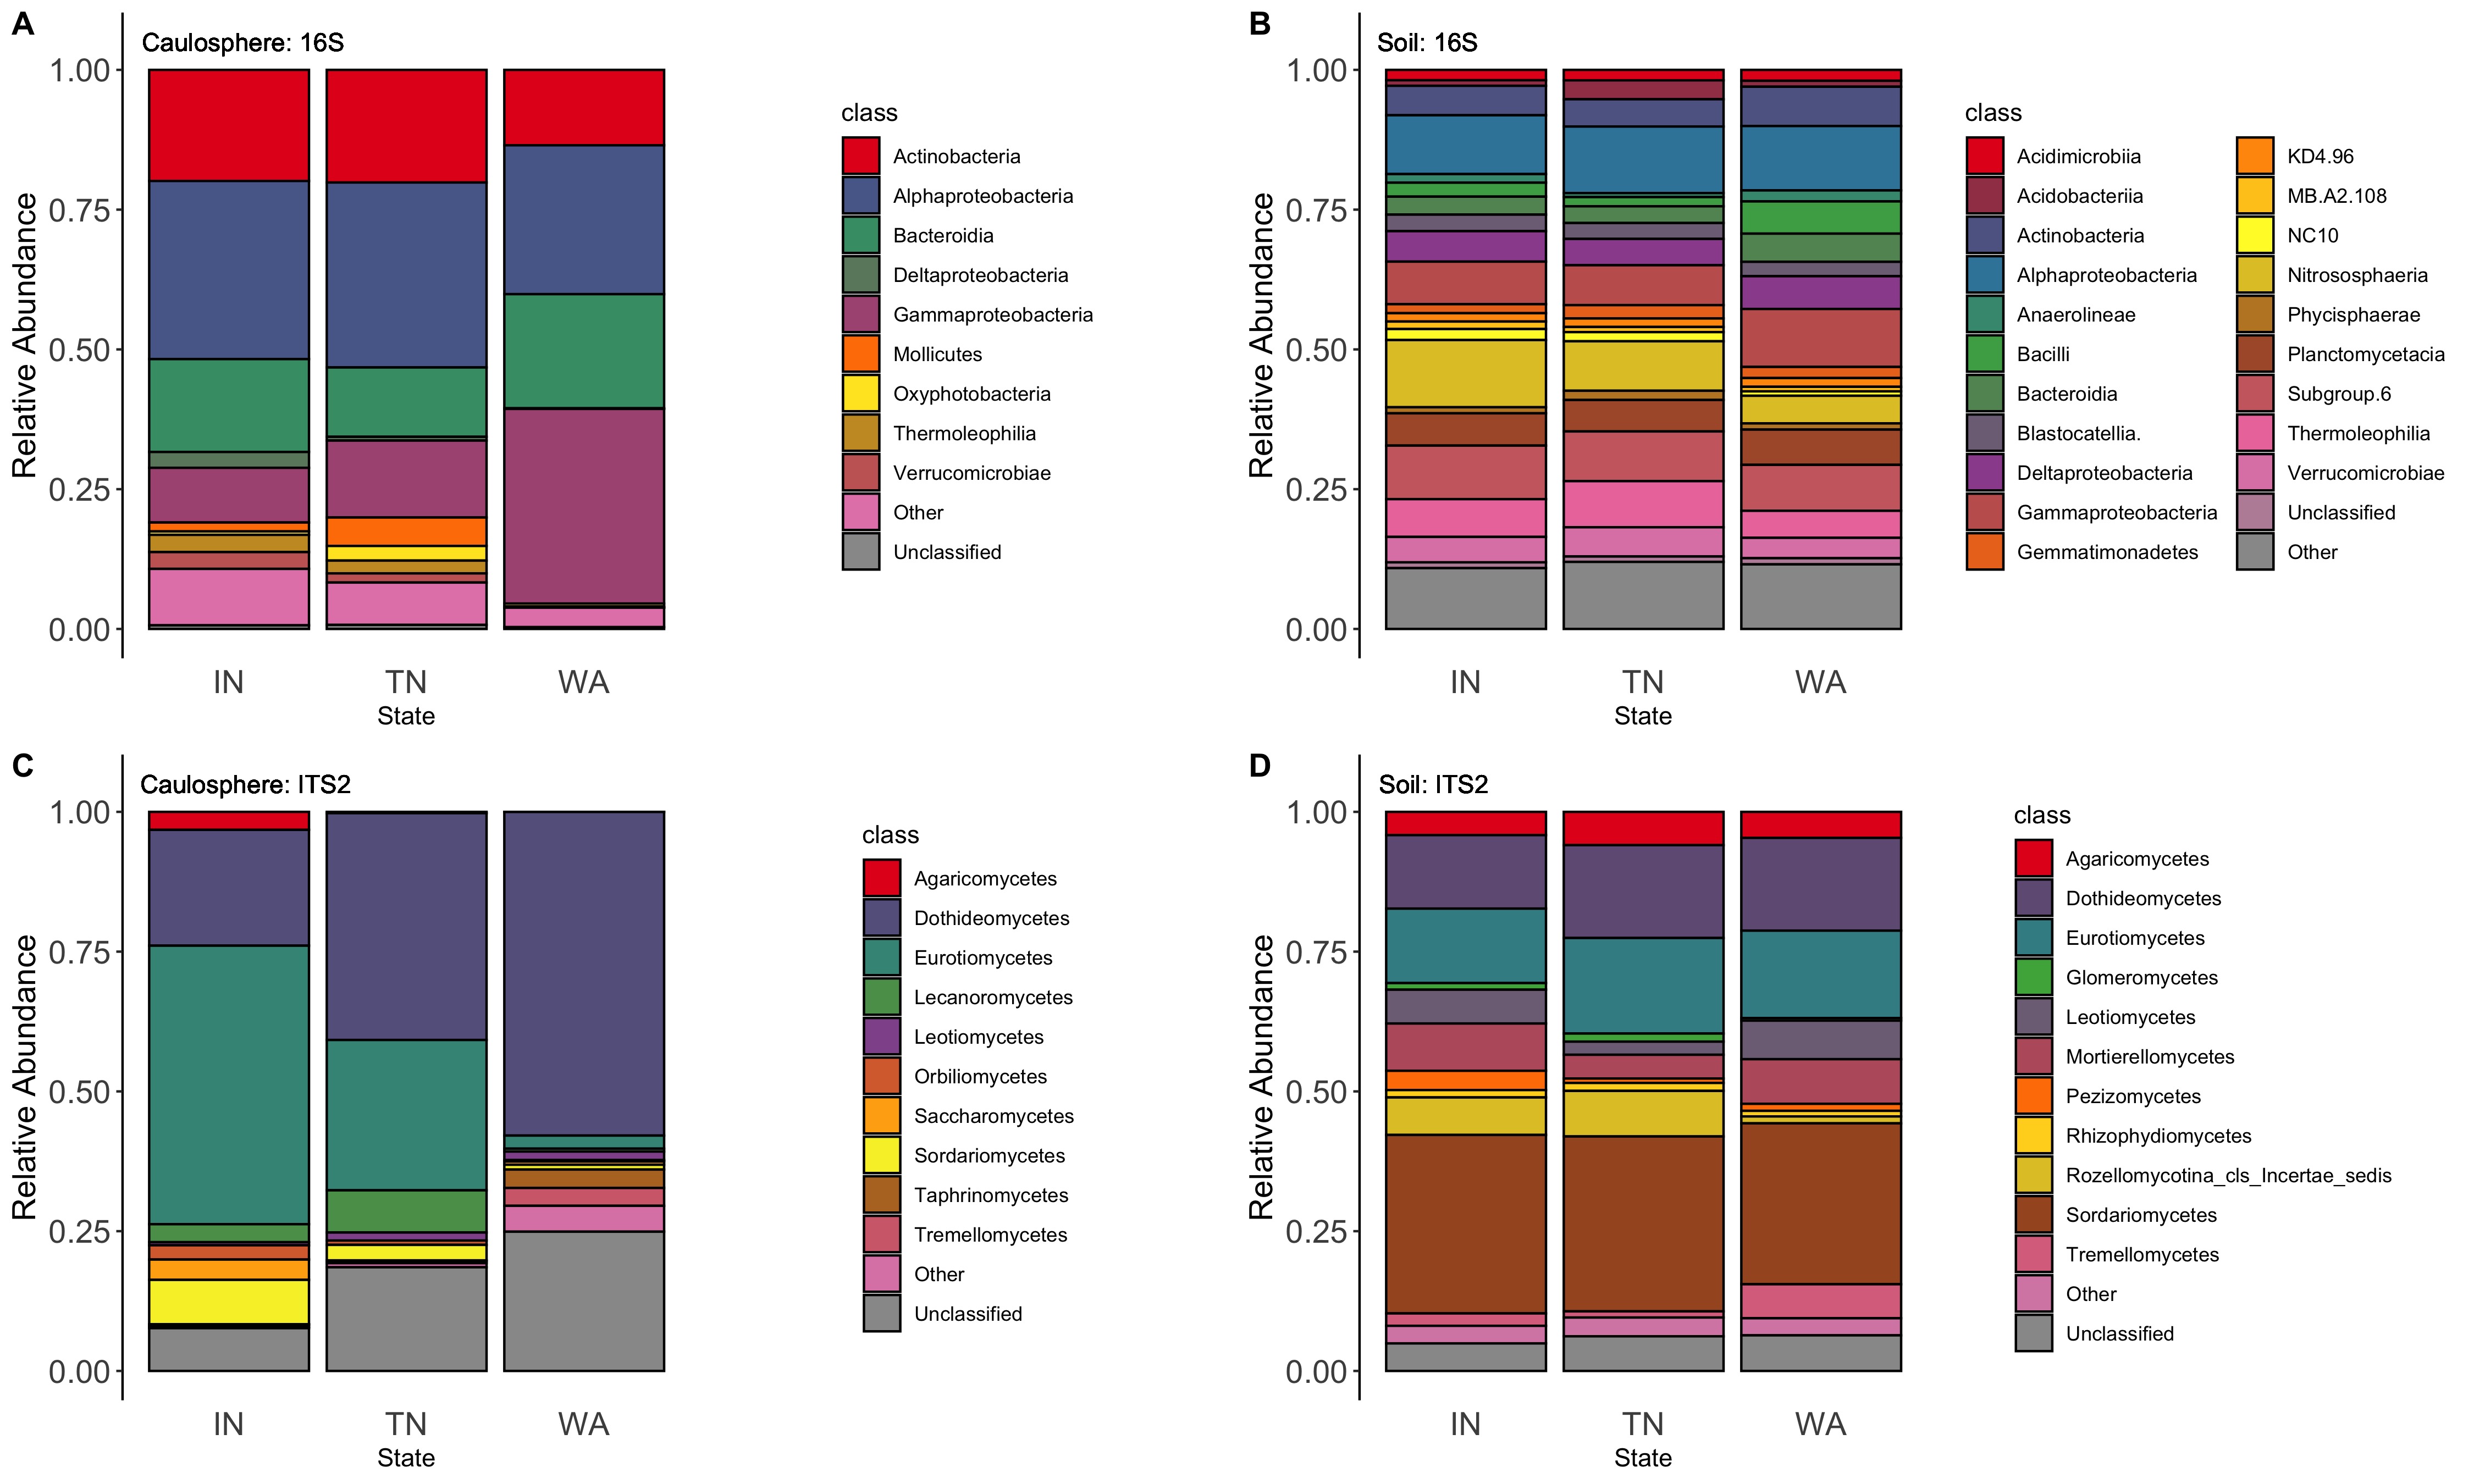 A
Caulosphere: 16S
Relative Abundance
1.00
0.75
0.50
0.25
0.00
IN TN WA
State
class
Actinobacteria
Alphaproteobacteria
Bacteroidia
Deltaproteobacteria
Gammaproteobacteria
Mollicutes
Oxyphotobacteria
Thermoleophilia
Verrucomicrobiae
Other
Unclassified
B
Soil: 16S
Relative Abundance
1.00
0.75
0.50
0.25
0.00
IN TN WA
State
class
Acidimicrobiia
Acidobacteriia
Actinobacteria
Alphaproteobacteria
Anaerolineae
Bacilli
Bacteroidia
Blastocatellia.
Deltaproteobacteria
Gammaproteobacteria
Gemmatimonadetes
KD4.96
MB.A2.108
NC10
Nitrososphaeria
Phycisphaerae
Planctomycetacia
Subgroup.6
Thermoleophilia
Verrucomicrobiae
Unclassified
Other
C
Caulosphere: ITS2
Relative Abundance
1.00
0.75
0.50
0.25
0.00
IN TN WA
State
class
Agaricomycetes
Dothideomycetes
Eurotiomycetes
Lecanoromycetes
Leotiomycetes
Orbiliomycetes
Saccharomycetes
Sordariomycetes
Taphrinomycetes
Tremellomycetes
Other
Unclassified
D
Soil: ITS2
Relative Abundance
1.00
0.75
0.50
0.25
0.00
IN TN WA
State
class
Agaricomycetes
Dothideomycetes
Eurotiomycetes
Glomeromycetes
Leotiomycetes
Mortierellomycetes
Pezizomycetes
Rhizophydiomycetes
Rozellomycotina_cls_Incertae_sedis
Sordariomycetes
Tremellomycetes
Other
Unclassified